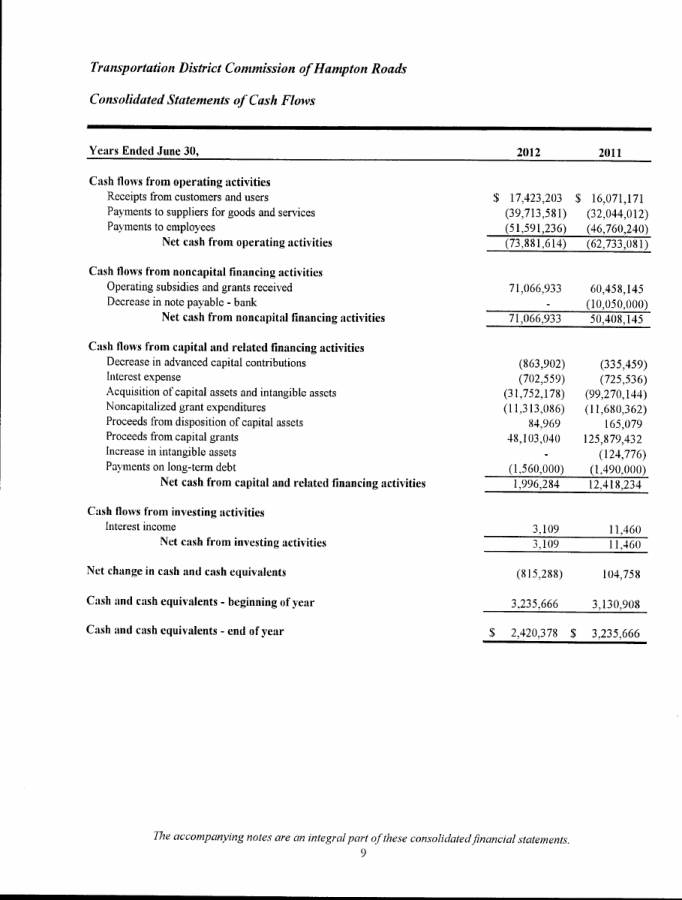 Transportation District Commission of Hampton Roads
Consolidated Statements of Cash Flows
Years Ended June 30, 2012 2011
Cash flows from operating activities
Receipts from customers and users $ 17,423,203 $ 16,071,171
Payments to suppliers for goods and services (39,713,581) (32,044,012)
Payments to employees (51,591,236) (46,760,240)
Net cash from operating activities (73,881,614) (62,733,081)
Cash flows from noncapital financing activities
Operating subsidies and grants received 71,066,933 60,458,145
Decrease in note payable - bank - (10,050,000)
Net cash from noncapital financing activities 71,066,933 50,408,145
Cash flows from capital and related financing activities
Decrease in advanced capital contributions (863,902) (335,459)
Interest expense (702,559) (725,536)
Acquisition of capital assets and intangible assets (31,752,178) (99,270,144)
Noncapitalized grant expenditures (11,313,086) (11,680,362)
Proceeds from disposition of capital assets 84,969 165,079
Proceeds from capital grants 48,103,040 125,879,432
Increase in intangible assets - (124,776)
Payments on long-term debt (1,560,000) (1,490,000)
Net cash from capital and related financing activities 1,996,284 12,418,234
Cash flows from investing activities
Interest income 3,109 11,460
Net cash from investing activities 3,109 11,460
Net change in cash and cash equivalents (815,288) 104,758
Cash and cash equivalents - beginning of year 3,235,666 3,130,908
Cash and cash equivalents - end of year $ 2,420,378 $ 3,235,666
The accompanying notes are an integral part of these consolidated financial statements.
9